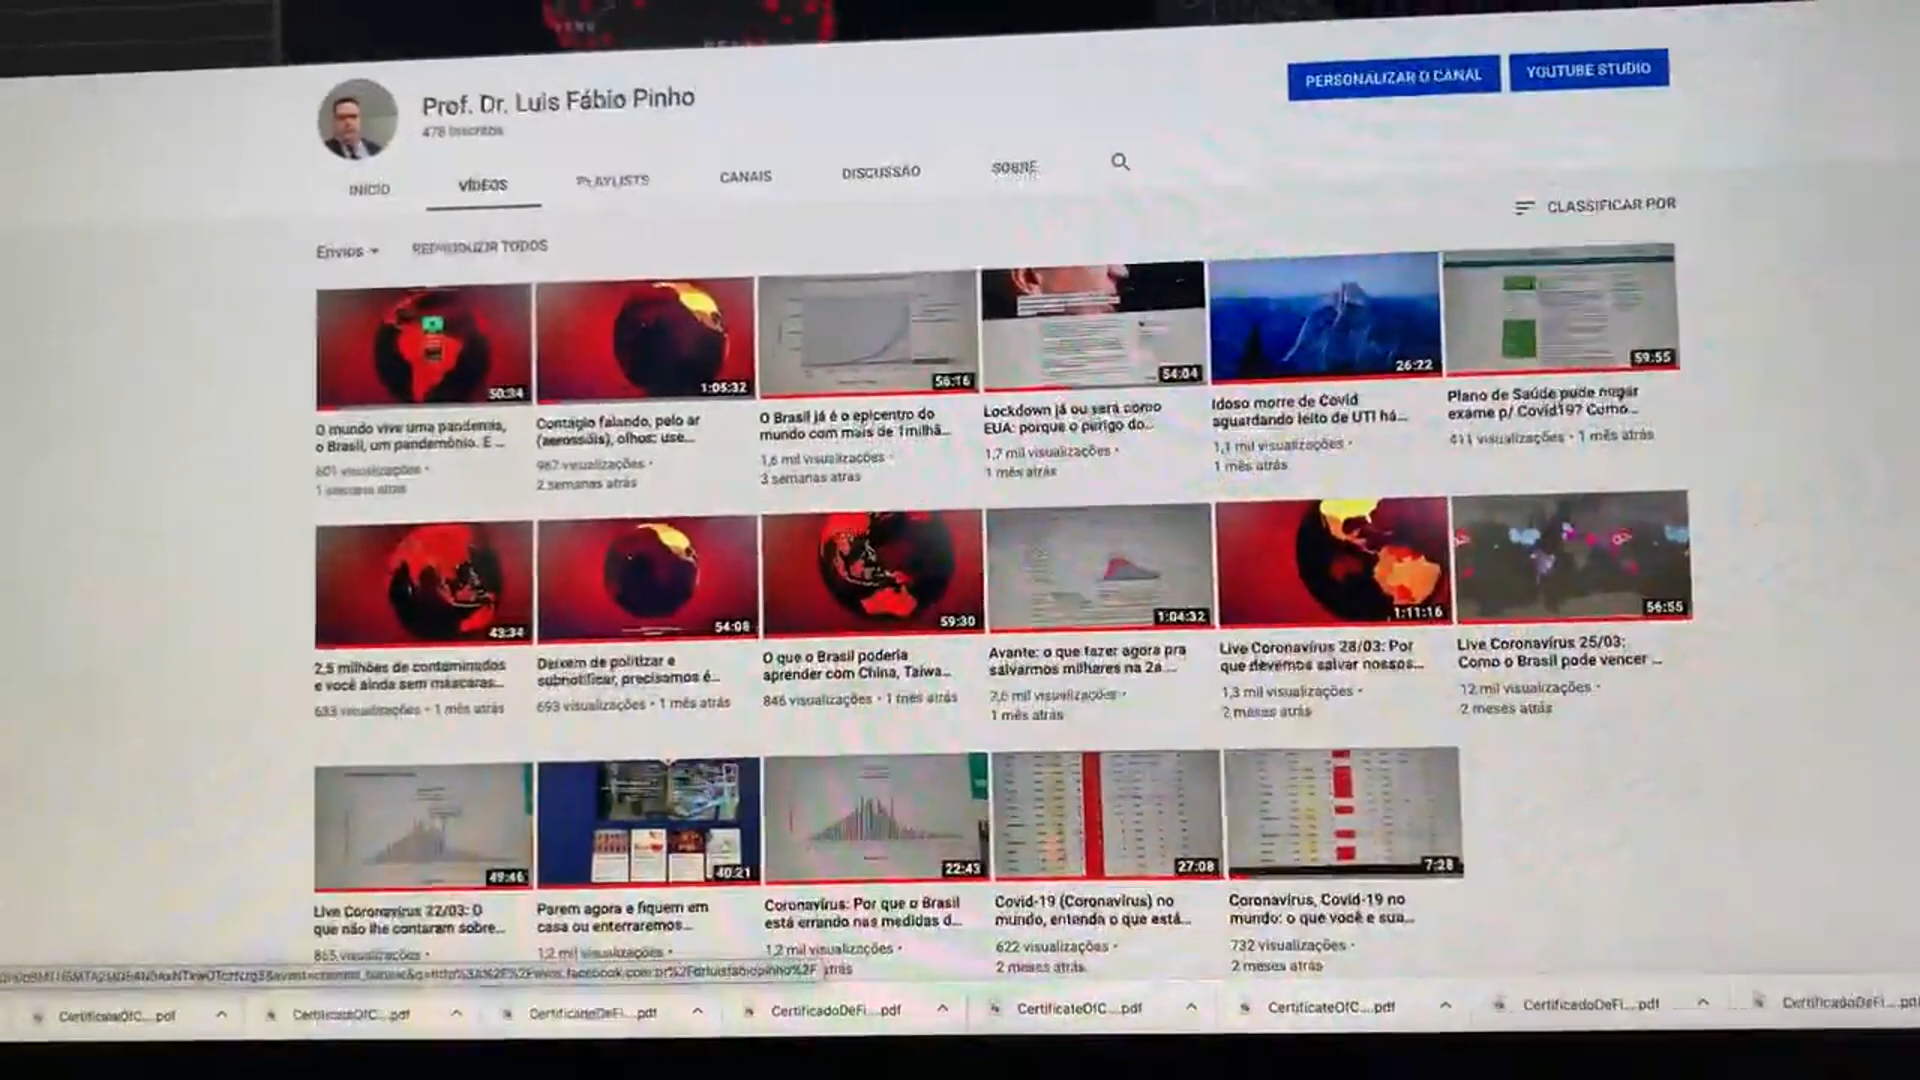 Prof. Dr. Luis Fábio Pinho
478 inscritos
PERSONALIZAR O CANAL
YOUTUBE STUDIO
INÍCIO
VÍDEOS
PLAYLISTS
CANAIS
DISCUSSÃO
SOBRE
Envios
REPRODUZIR TODOS
CLASSIFICAR POR
50:34
1:05:32
56:16
54:04
26:22
59:55
O mundo vive uma pandemia,
o Brasil, um pandemônio. E ...
601 visualizações •
1 semana atrás
Contágio falando, pelo ar
(aerossóis), olhos: use...
967 visualizações •
2 semanas atrás
O Brasil já é o epicentro do
mundo com mais de 1milhã...
1,6 mil visualizações •
3 semanas atrás
Lockdown já ou será como
EUA: porque o perigo do...
1,7 mil visualizações •
1 mês atrás
Idoso morre de Covid
aguardando leito de UTI há...
1,1 mil visualizações •
1 mês atrás
Plano de Saúde pode negar
exame p/ Covid19? Como...
411 visualizações • 1 mês atrás
43:34
54:08
59:30
1:04:32
1:11:16
56:55
2,5 milhões de contaminados
e você ainda sem máscaras...
633 visualizações • 1 mês atrás
Deixem de politizar e
subnotificar, precisamos é...
693 visualizações • 1 mês atrás
O que o Brasil poderia
aprender com China, Taiwa...
846 visualizações • 1 mês atrás
Avante: o que fazer agora pra
salvarmos milhares na 2a ...
2,6 mil visualizações •
1 mês atrás
Live Coronavírus 28/03: Por
que devemos salvar nossos...
1,3 mil visualizações •
2 meses atrás
Live Coronavírus 25/03:
Como o Brasil pode vencer ...
12 mil visualizações •
2 meses atrás
49:46
40:21
22:43
27:08
7:28
Live Coronavírus 22/03: O
que não lhe contaram sobre...
865 visualizações •
Parem agora e fiquem em
casa ou enterraremos...
1,2 mil visualizações •
Coronavírus: Por que o Brasil
está errando nas medidas d...
1,2 mil visualizações •
atrás
Covid-19 (Coronavírus) no
mundo, entenda o que está...
622 visualizações •
2 meses atrás
Coronavírus, Covid-19 no
mundo: o que você e sua...
732 visualizações •
2 meses atrás
CertificateOfC....pdf
CertificateOfC....pdf
CertificadoDeFi....pdf
CertificadoDeFi....pdf
CertificateOfC....pdf
CertificateOfC....pdf
CertificadoDeFi....pdf
CertificadoDeFi....pd